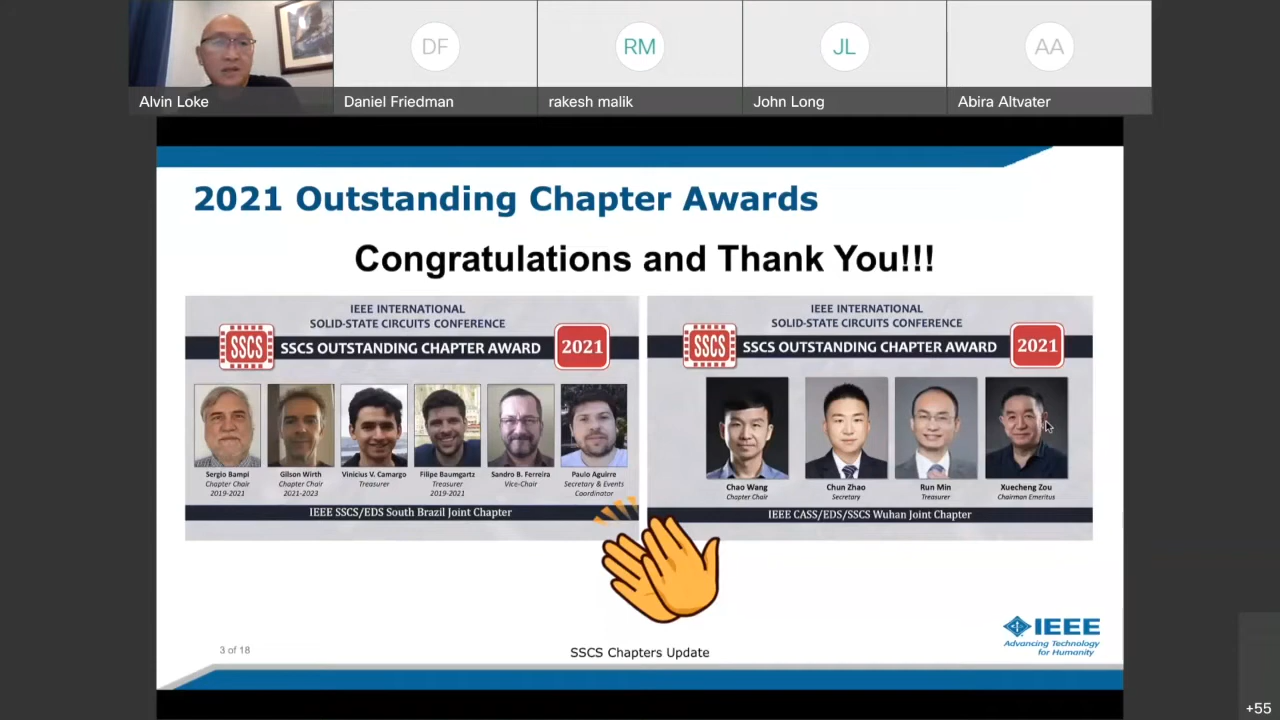 DF
RM
JL
AA
Alvin Loke
Daniel Friedman
rakesh malik
John Long
Abira Altvater
2021 Outstanding Chapter Awards
Congratulations and Thank You!!!
IEEE INTERNATIONAL
SOLID-STATE CIRCUITS CONFERENCE
SSCS
SSCS OUTSTANDING CHAPTER AWARD
2021
Sergio Bampi
Chapter Chair
2019-2021
Gilson Wirth
Chapter Chair
2021-2023
Vinicius V. Camargo
Treasurer
Filipe Baumgartz
Treasurer
2019-2021
Sandro B. Ferreira
Vice-Chair
Paulo Aguirre
Secretary & Events
Coordinator
IEEE SSCS/EDS South Brazil Joint Chapter
IEEE INTERNATIONAL
SOLID-STATE CIRCUITS CONFERENCE
SSCS
SSCS OUTSTANDING CHAPTER AWARD
2021
Chao Wang
Chapter Chair
Chun Zhao
Secretary
Run Min
Treasurer
Xuecheng Zou
Chairman Emeritus
IEEE CASS/EDS/SSCS Wuhan Joint Chapter
3 of 18
SSCS Chapters Update
IEEE
Advancing Technology
for Humanity
+55